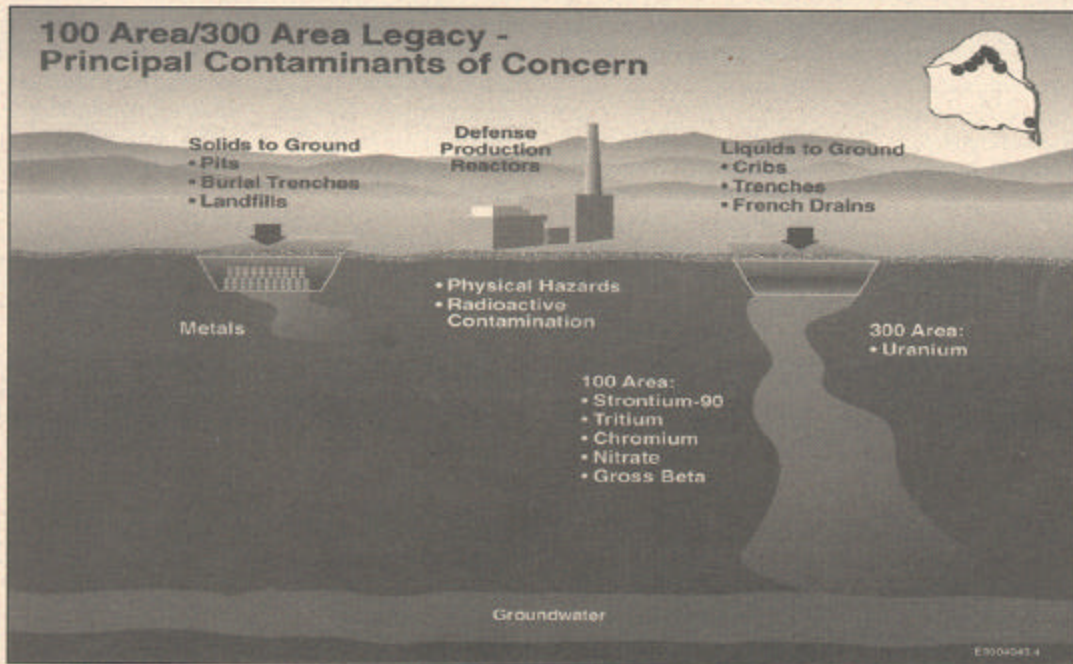 100 Area/300 Area Legacy -
Principal Contaminants of Concern
Solids to Ground
• Pits
• Burial Trenches
• Landfills
Defense
Production
Reactors
Liquids to Ground
• Cribs
• Trenches
• French Drains
• Physical Hazards
• Radioactive
Contamination
Metals
300 Area:
• Uranium
100 Area:
• Strontium-90
• Tritium
• Chromium
• Nitrate
• Gross Beta
Groundwater